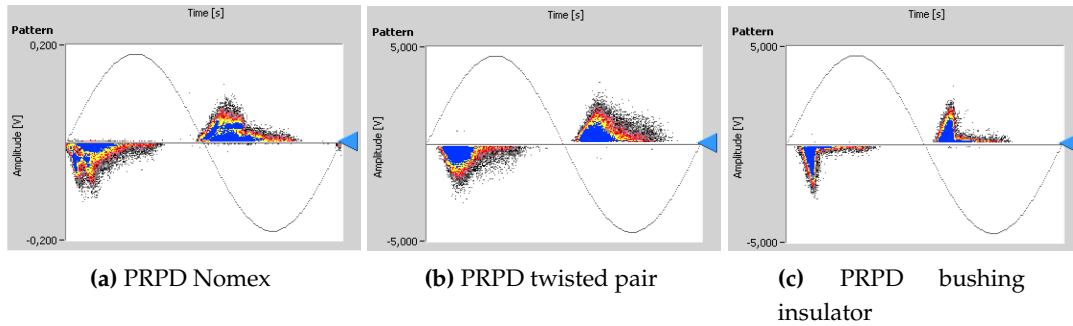 Time [s]
Pattern
0,200
Amplitude [V]
-0,200
(a) PRPD Nomex
Time [s]
Pattern
5,000
Amplitude [V]
-5,000
(b) PRPD twisted pair
Time [s]
Pattern
5,000
Amplitude [V]
-5,000
(c) PRPD bushing
insulator